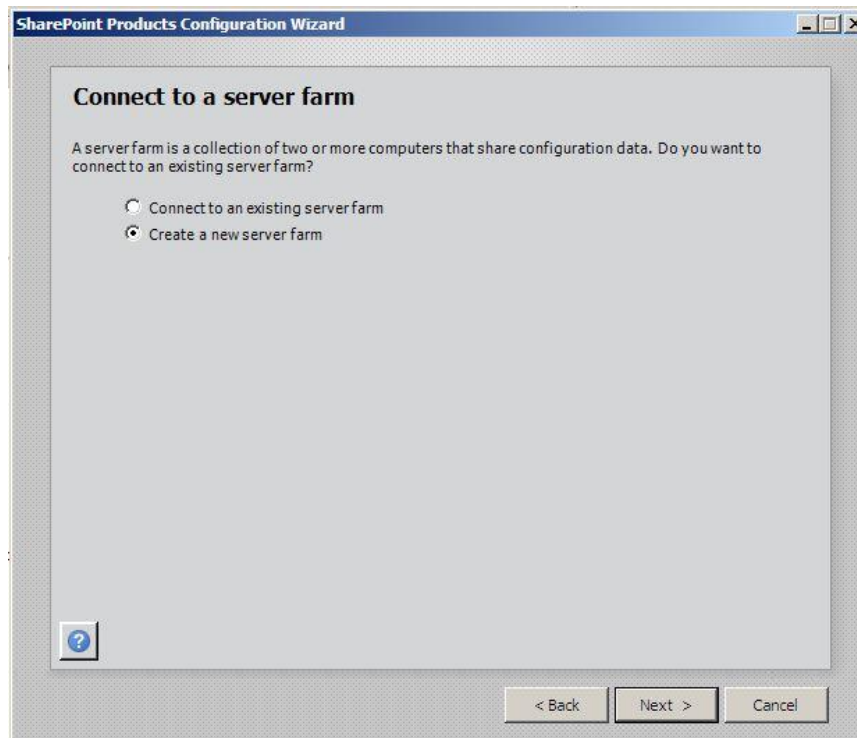 SharePoint Products Configuration Wizard
Connect to a server farm
A server farm is a collection of two or more computers that share configuration data. Do you want to
connect to an existing server farm?
Connect to an existing server farm
Create a new server farm
?
< Back
Next >
Cancel